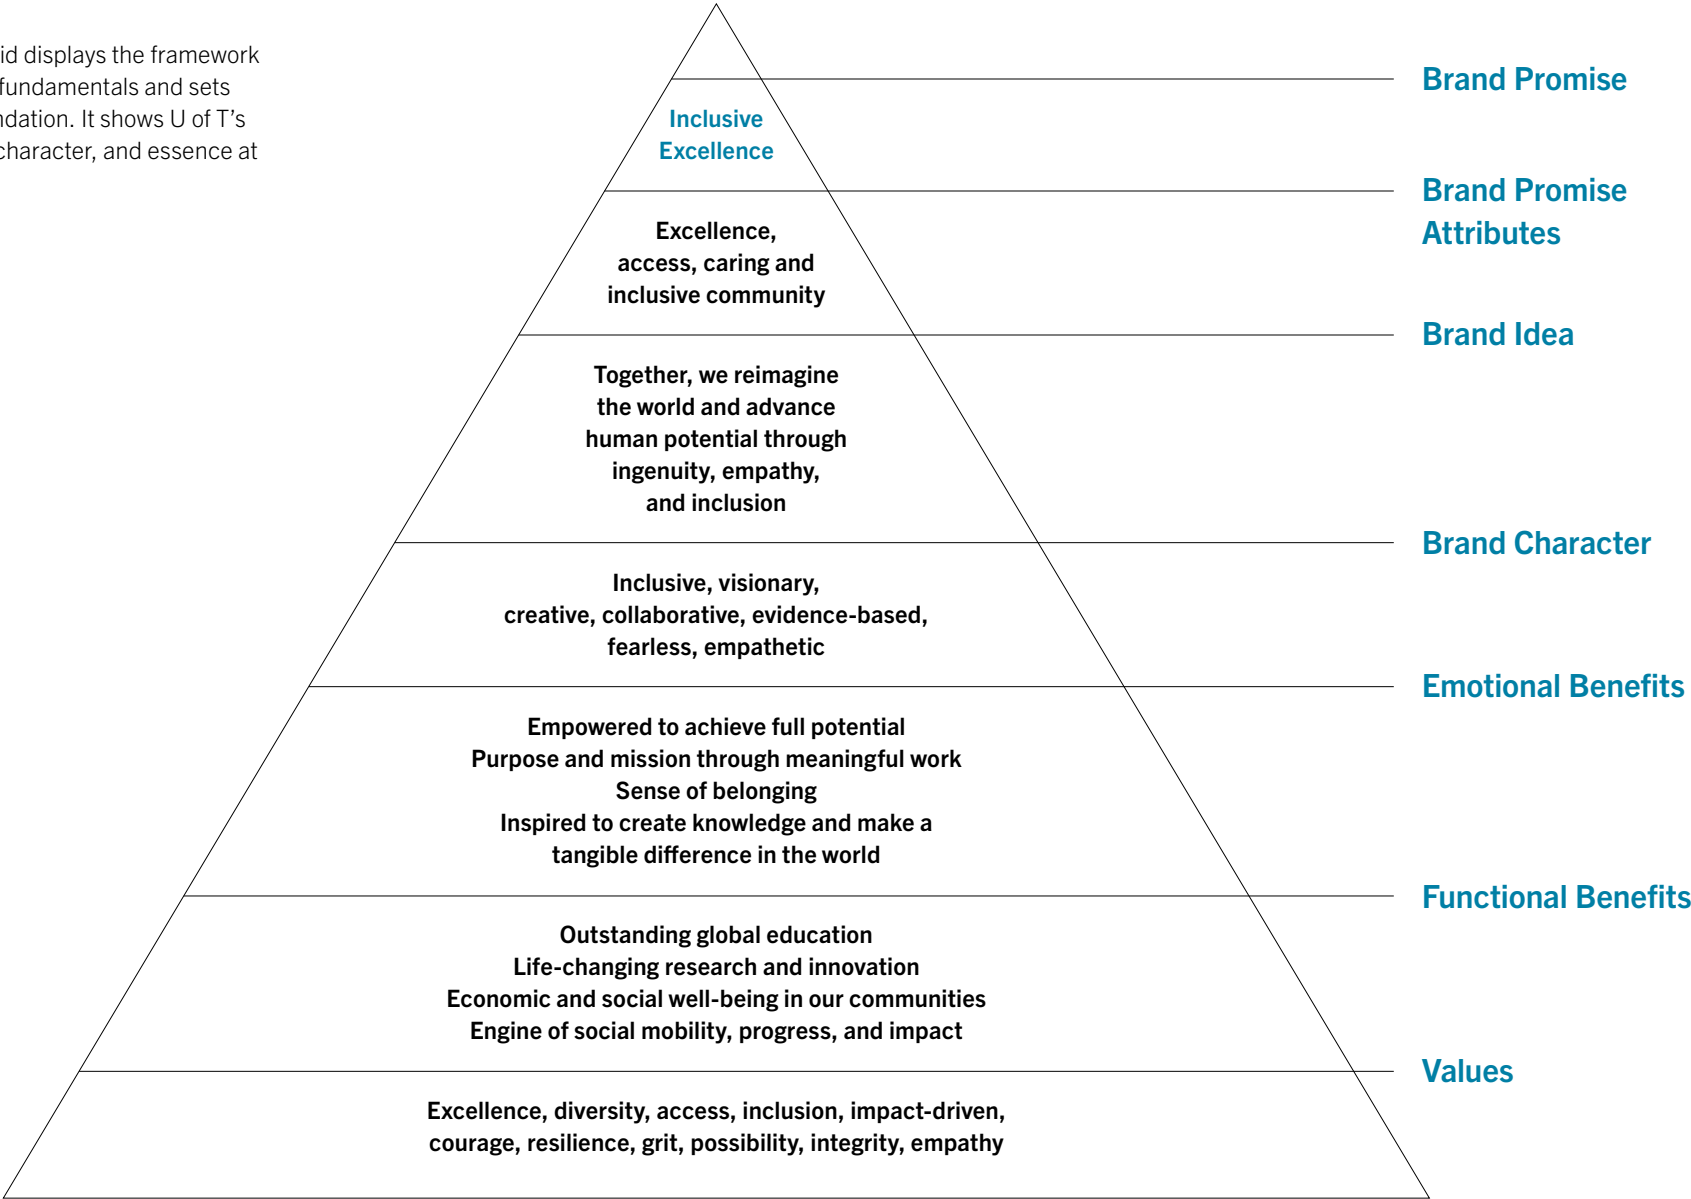 id displays the framework
fundamentals and sets
ndation. It shows U of T’s
character, and essence at
Brand Promise
Inclusive
Excellence
Brand Promise
Attributes
Excellence,
access, caring and
inclusive community
Brand Idea
Together, we reimagine
the world and advance
human potential through
ingenuity, empathy,
and inclusion
Brand Character
Inclusive, visionary,
creative, collaborative, evidence-based,
fearless, empathetic
Emotional Benefits
Empowered to achieve full potential
Purpose and mission through meaningful work
Sense of belonging
Inspired to create knowledge and make a
tangible difference in the world
Functional Benefits
Outstanding global education
Life-changing research and innovation
Economic and social well-being in our communities
Engine of social mobility, progress, and impact
Values
Excellence, diversity, access, inclusion, impact-driven,
courage, resilience, grit, possibility, integrity, empathy